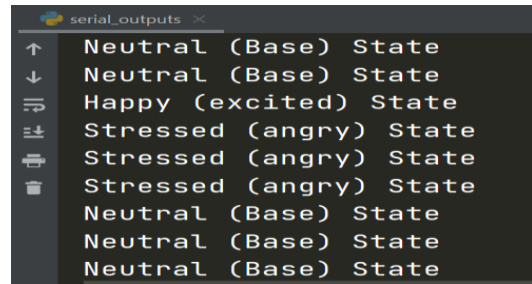 serial_outputs
Neutral (Base) State
Neutral (Base) State
Happy (excited) State
Stressed (angry) State
Stressed (angry) State
Stressed (angry) State
Neutral (Base) State
Neutral (Base) State
Neutral (Base) State